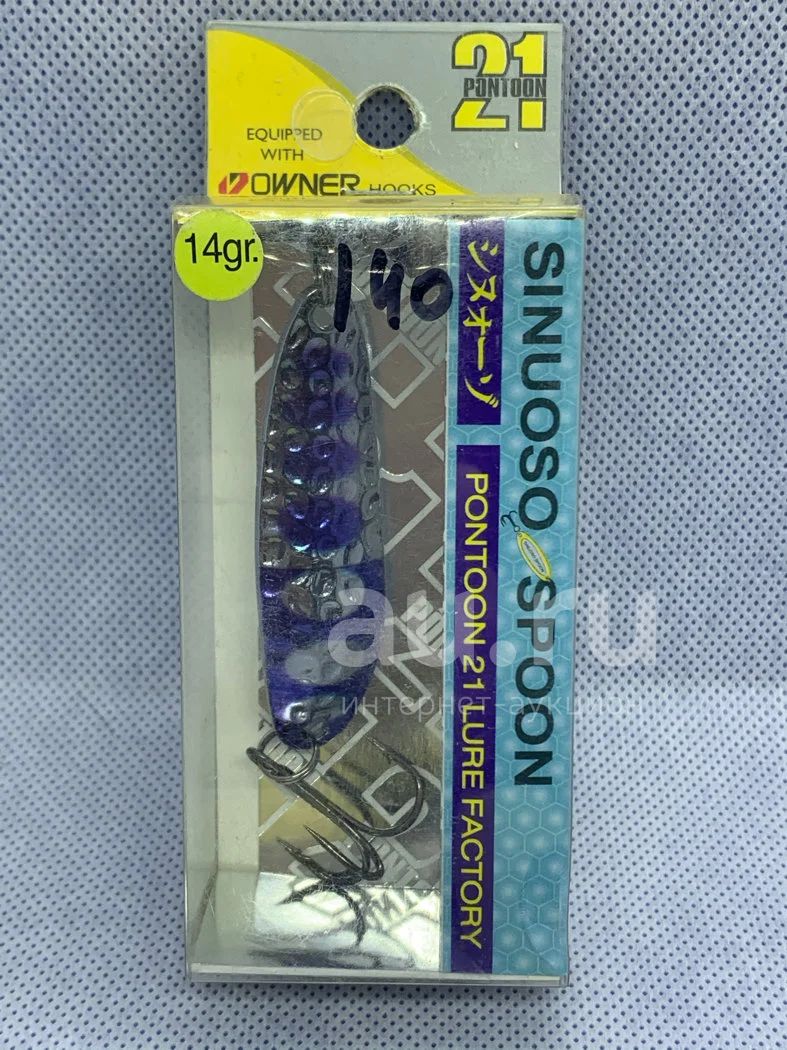 21
PONTOON
EQUIPPED
WITH
OWNER HOOKS
14gr.
140
シヌオーゾ
SINUOSO SPOON
PONTOON 21 LURE FACTORY
au.ru
интернет-аукцион